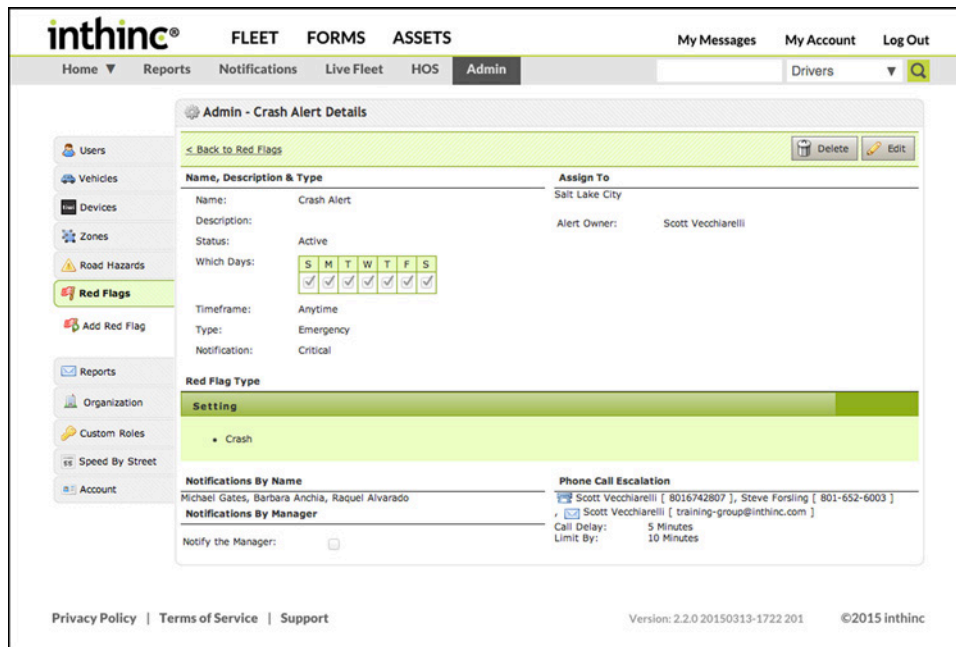 inthinc®
FLEET FORMS ASSETS
My Messages My Account Log Out
Home ▼ Reports Notifications Live Fleet HOS Admin
Drivers ▼
Admin - Crash Alert Details
< Back to Red Flags
Delete Edit
Users
Vehicles
Devices
Zones
Road Hazards
Red Flags
Add Red Flag
Reports
Organization
Custom Roles
Speed By Street
Account
Name, Description & Type
Name: Crash Alert
Description:
Status: Active
Which Days: S M T W T F S
Timeframe: Anytime
Type: Emergency
Notification: Critical
Assign To
Salt Lake City
Alert Owner: Scott Vecchiarelli
Red Flag Type
Setting
• Crash
Notifications By Name
Michael Gates, Barbara Anchia, Raquel Alvarado
Notifications By Manager
Notify the Manager:
Phone Call Escalation
Scott Vecchiarelli [ 8016742807 ], Steve Forsling [ 801-652-6003 ]
, Scott Vecchiarelli [ training-group@inthinc.com ]
Call Delay: 5 Minutes
Limit By: 10 Minutes
Privacy Policy | Terms of Service | Support
Version: 2.2.0 20150313-1722 201
©2015 inthinc